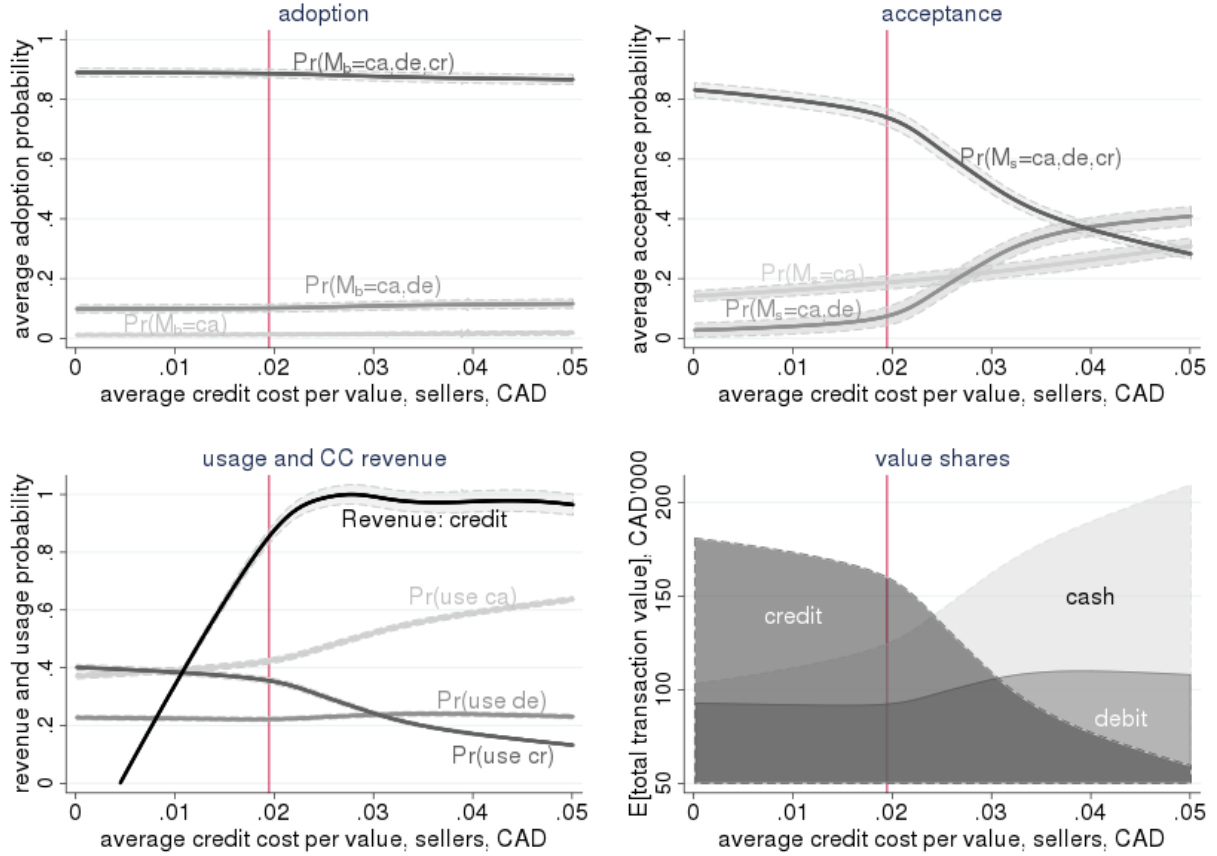 adoption
average adoption probability
1
.8
.6
.4
.2
0
Pr(M_b=ca,de,cr)
Pr(M_b=ca,de)
Pr(M_b=ca)
0 .01 .02 .03 .04 .05
average credit cost per value, sellers, CAD
acceptance
average acceptance probability
1
.8
.6
.4
.2
0
Pr(M_s=ca,de,cr)
Pr(M_s=ca)
Pr(M_s=ca,de)
0 .01 .02 .03 .04 .05
average credit cost per value, sellers, CAD
usage and CC revenue
revenue and usage probability
1
.8
.6
.4
.2
0
Revenue: credit
Pr(use ca)
Pr(use de)
Pr(use cr)
0 .01 .02 .03 .04 .05
average credit cost per value, sellers, CAD
value shares
E[total transaction value], CAD'000
200
150
100
50
credit
cash
debit
0 .01 .02 .03 .04 .05
average credit cost per value, sellers, CAD